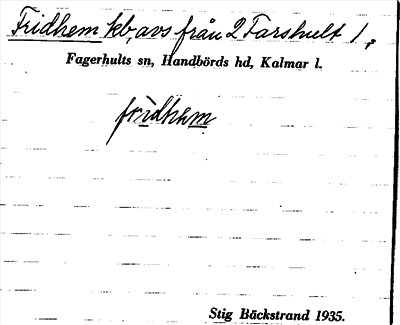 Fridhem kb, avs från 2 Farshult 1,
Fagerhults sn, Handbörds hd, Kalmar l.
fridhem
Stig Bäckstrand 1935.